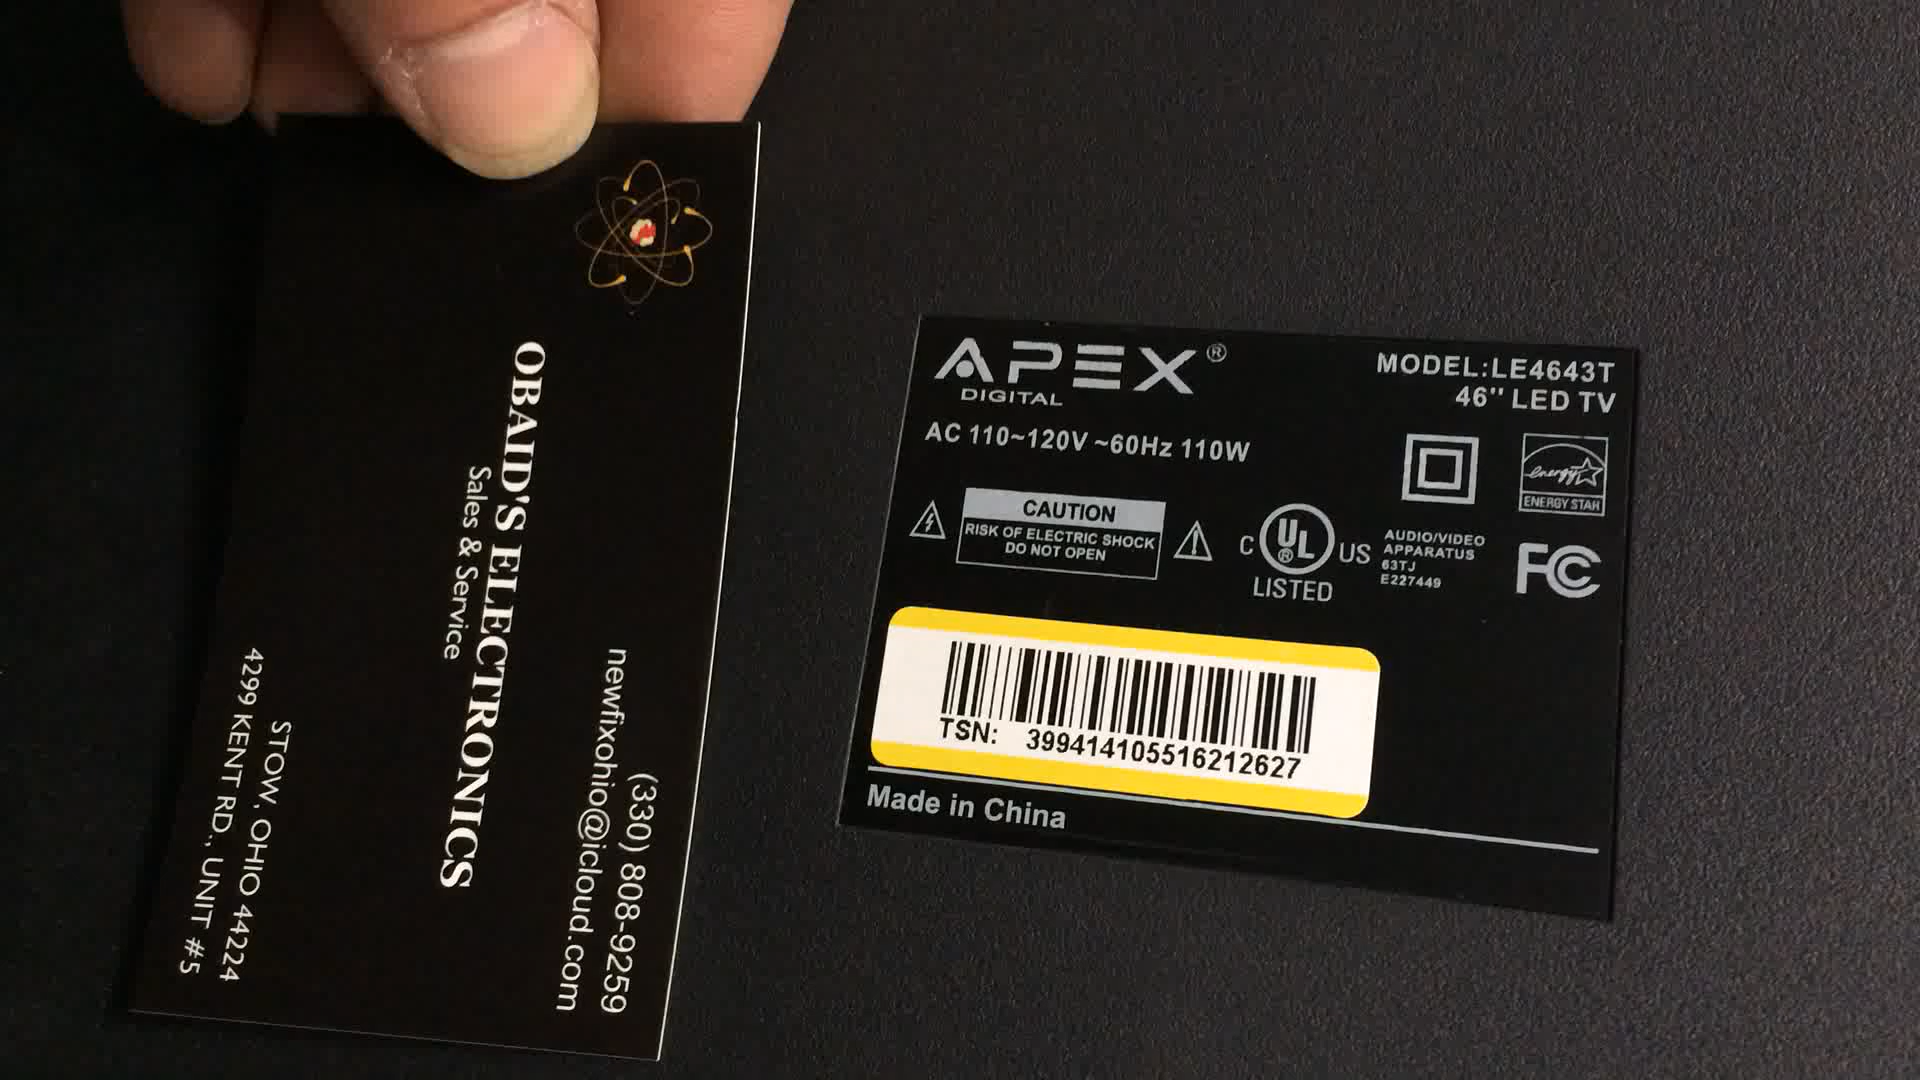 OBAID'S ELECTRONICS
Sales & Service
(330) 808-9259
newfixohio@icloud.com
STOW, OHIO 44224
4299 KENT RD., UNIT #5
APEX®
DIGITAL
MODEL:LE4643T
46" LED TV
AC 110~120V ~60Hz 110W
energy
ENERGY STAR
CAUTION
RISK OF ELECTRIC SHOCK
DO NOT OPEN
C UL® US
LISTED
AUDIO/VIDEO
APPARATUS
63TJ
E227449
FC
TSN: 399414105516212627
Made in China